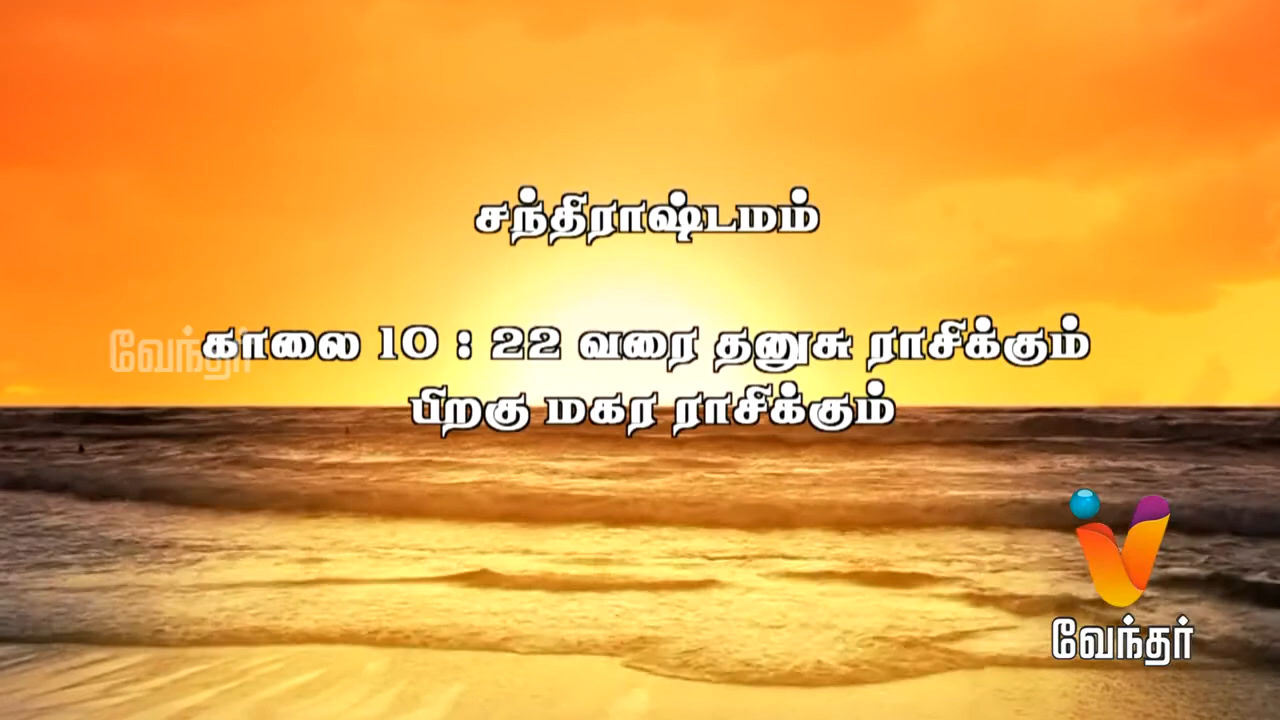 சந்திராஷ்டமம்
வேந்தர்
காலை 10 : 22 வரை தனுசு ராசிக்கும்
பிறகு மகர ராசிக்கும்
வேந்தர்